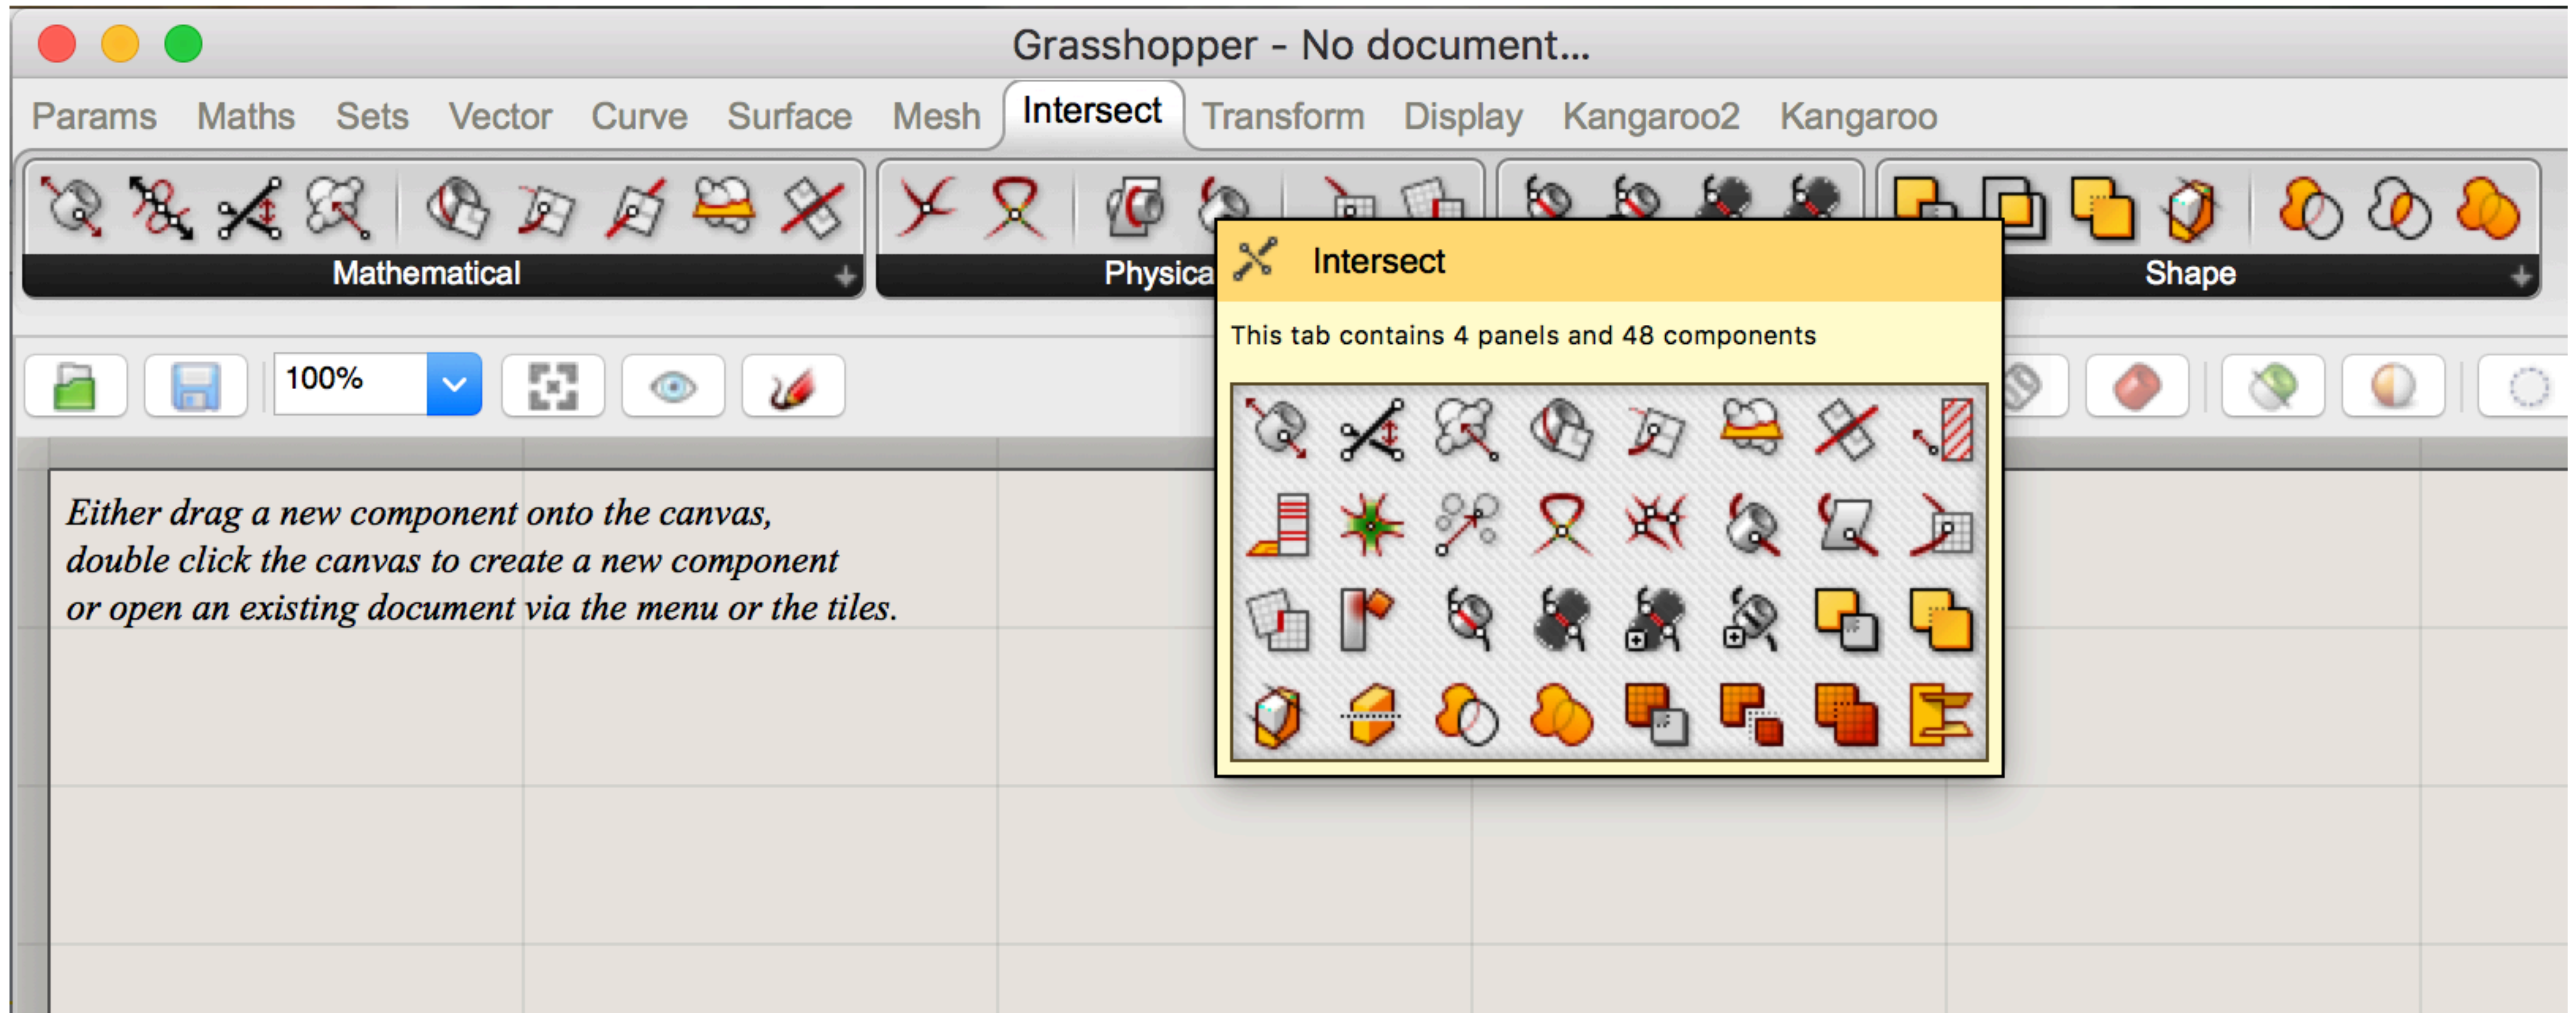 Grasshopper - No document...
Params Maths Sets Vector Curve Surface Mesh Intersect Transform Display Kangaroo2 Kangaroo
Mathematical
Physica
Shape
Intersect
This tab contains 4 panels and 48 components
100%
Either drag a new component onto the canvas,
double click the canvas to create a new component
or open an existing document via the menu or the tiles.